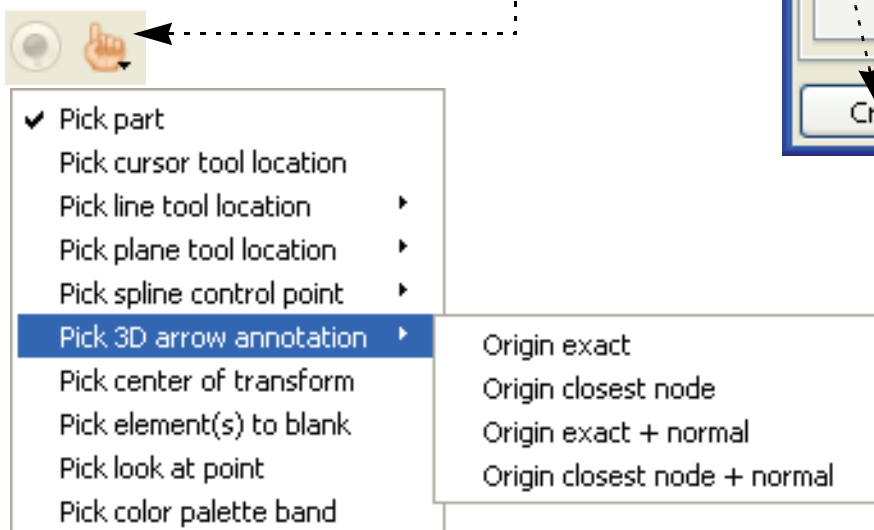 Cr
Pick part
Pick cursor tool location
Pick line tool location
Pick plane tool location
Pick spline control point
Pick 3D arrow annotation
Origin exact
Origin closest node
Origin exact + normal
Origin closest node + normal
Pick center of transform
Pick element(s) to blank
Pick look at point
Pick color palette band